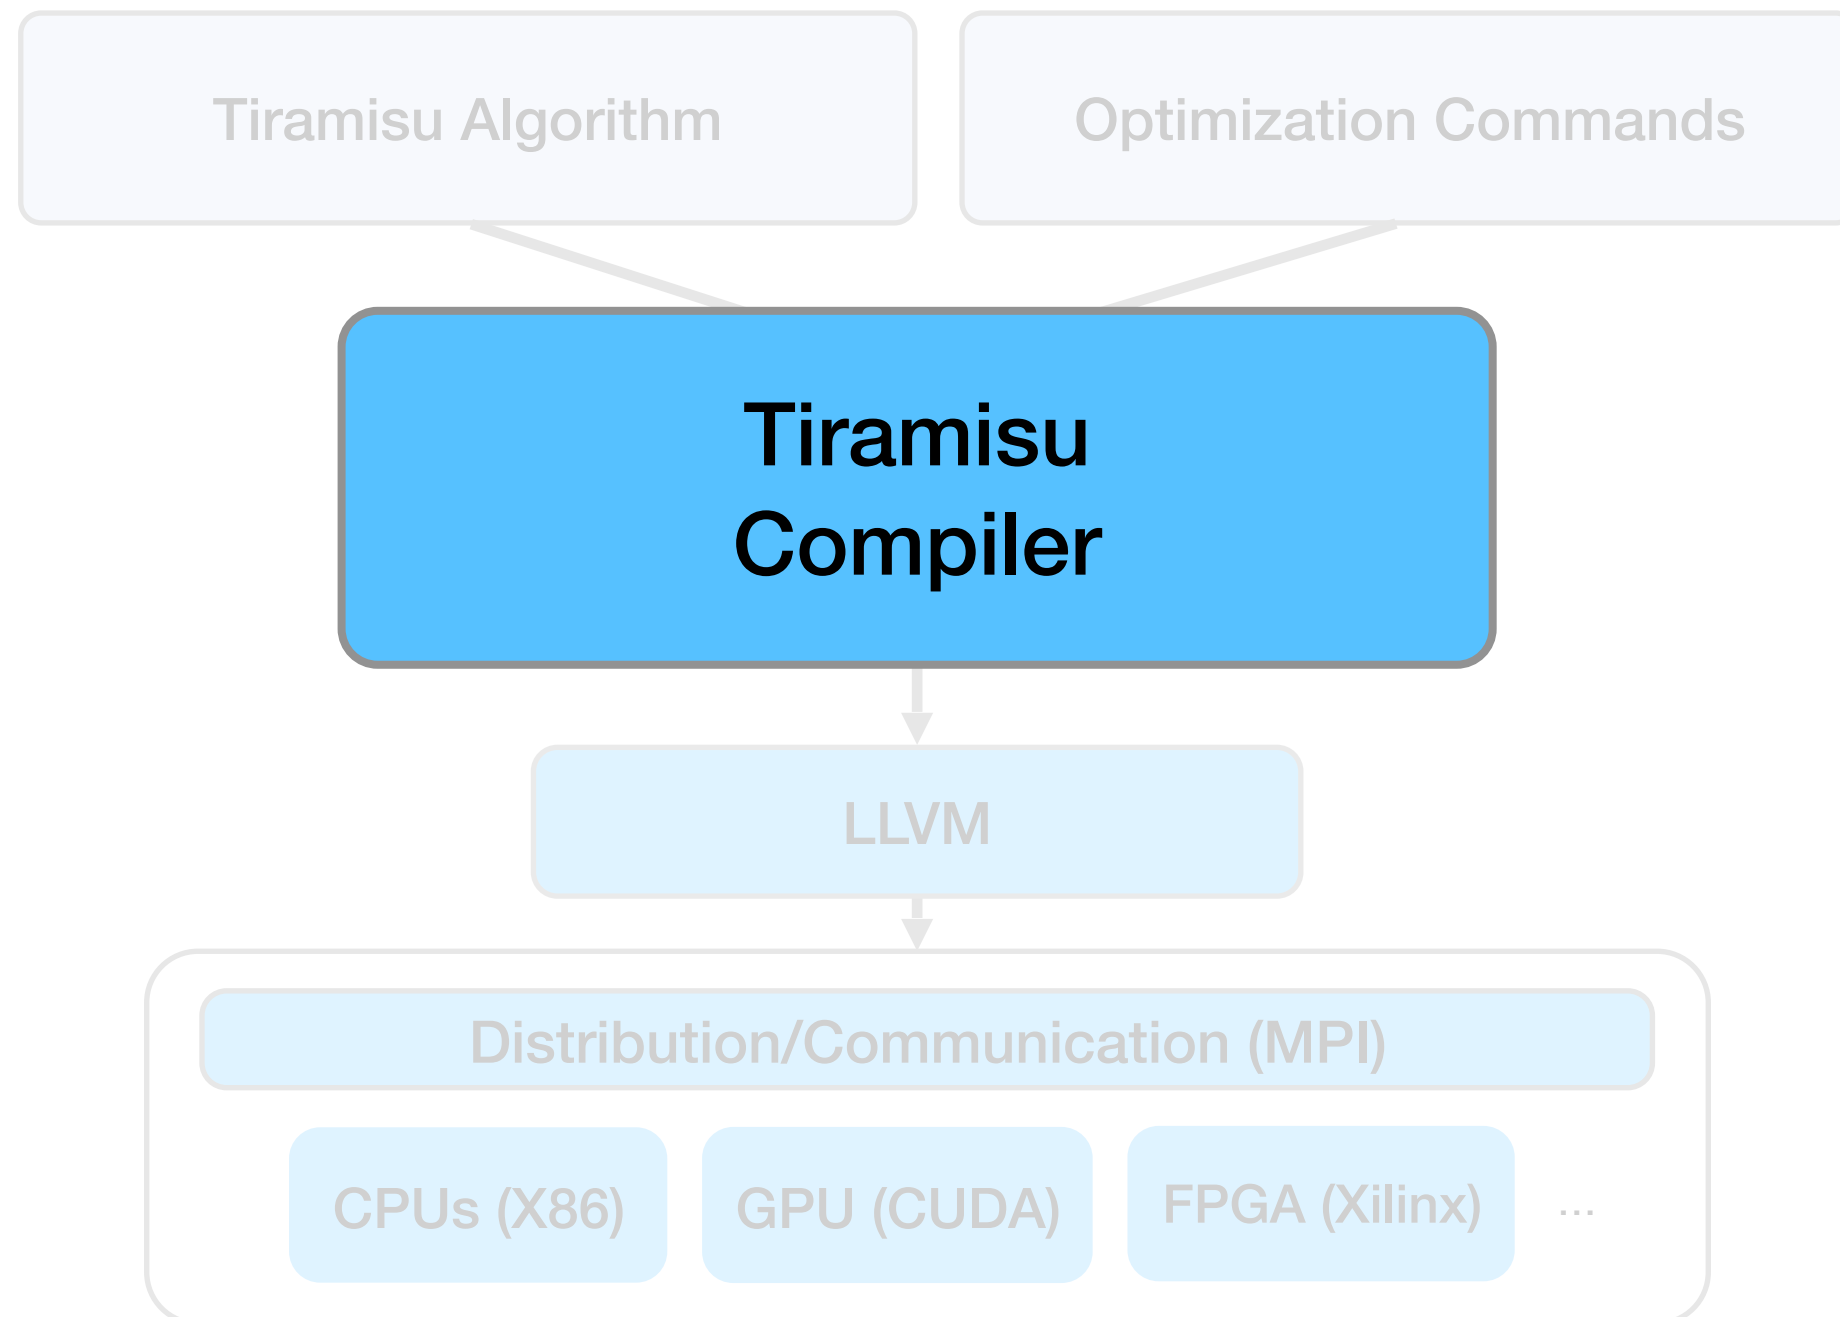 Tiramisu Algorithm
Optimization Commands
Tiramisu
Compiler
LLVM
Distribution/Communication (MPI)
CPUs (X86)
GPU (CUDA)
FPGA (Xilinx)
...